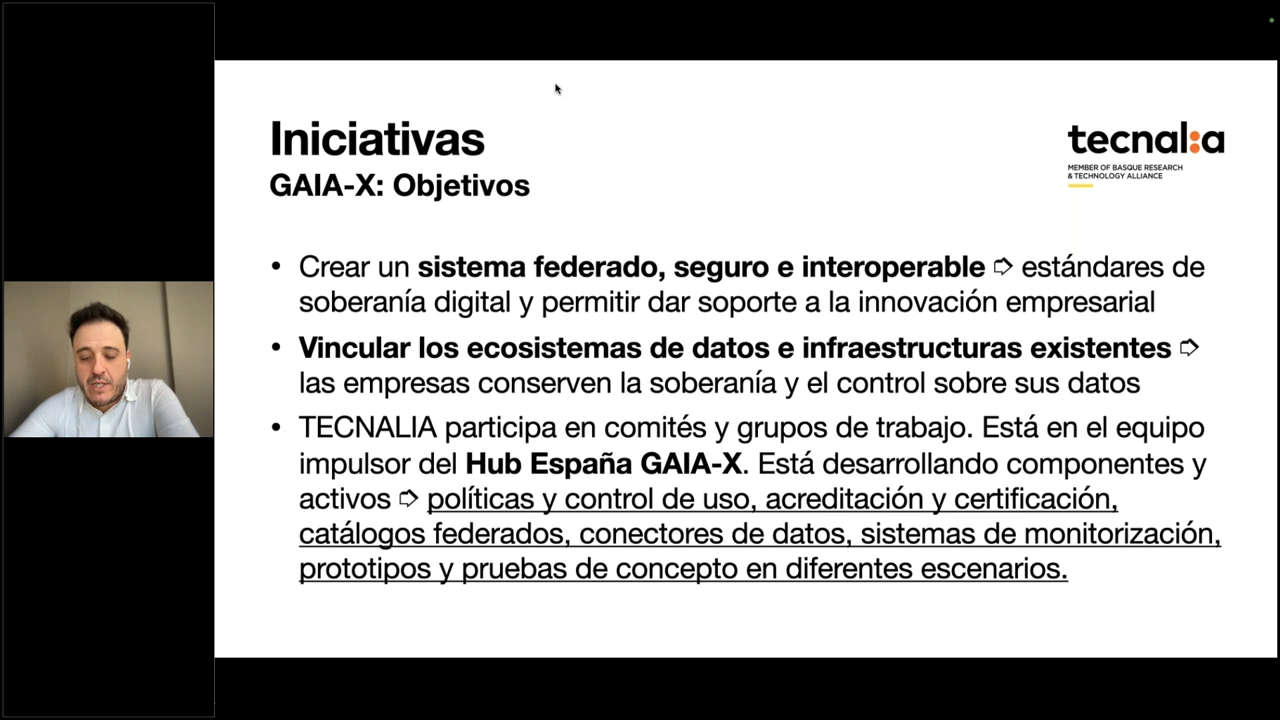 Iniciativas
GAIA-X: Objetivos
tecnal:a
MEMBER OF BASQUE RESEARCH
& TECHNOLOGY ALLIANCE
• Crear un sistema federado, seguro e interoperable ➩ estándares de
soberanía digital y permitir dar soporte a la innovación empresarial
• Vincular los ecosistemas de datos e infraestructuras existentes ➩
las empresas conserven la soberanía y el control sobre sus datos
• TECNALIA participa en comités y grupos de trabajo. Está en el equipo
impulsor del Hub España GAIA-X. Está desarrollando componentes y
activos ➩ políticas y control de uso, acreditación y certificación,
catálogos federados, conectores de datos, sistemas de monitorización,
prototipos y pruebas de concepto en diferentes escenarios.